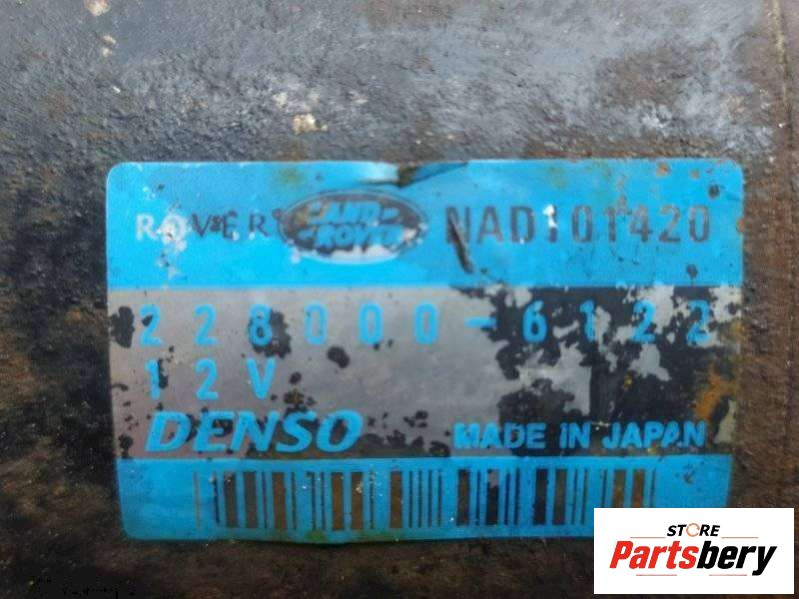 ROVER LAND ROVER NAD101420
228000-6122
12V
DENSO MADE IN JAPAN
STORE
Partsbery